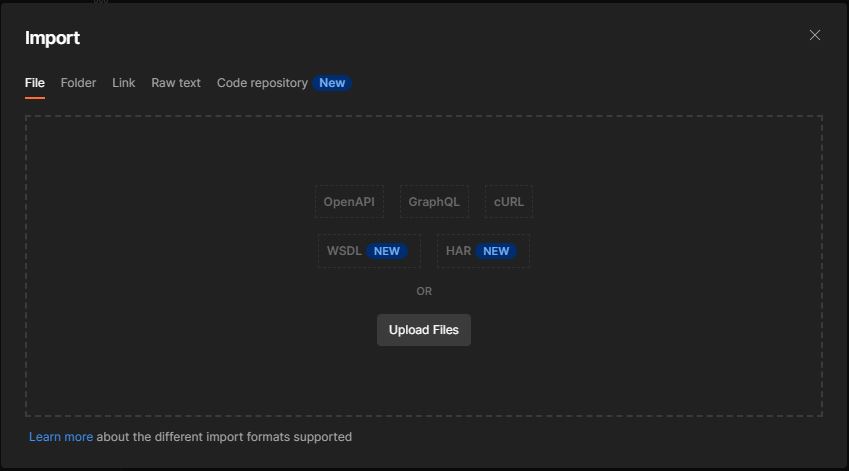 Import
File Folder Link Raw text Code repository New
OpenAPI GraphQL cURL
WSDL NEW HAR NEW
OR
Upload Files
Learn more about the different import formats supported